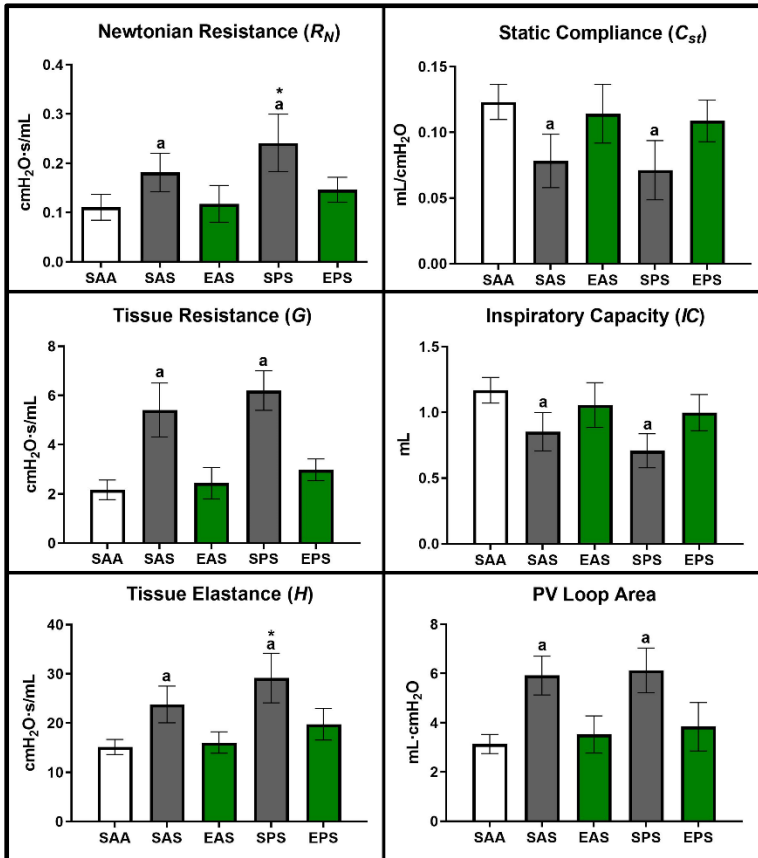 Newtonian Resistance (R_N)
cmH₂O·s/mL
0.4
0.3
0.2
0.1
0.0
a
*
a
SAA SAS EAS SPS EPS
Static Compliance (C_st)
mL/cmH₂O
0.15
0.10
0.05
0.00
a
a
SAA SAS EAS SPS EPS
Tissue Resistance (G)
cmH₂O·s/mL
8
6
4
2
0
a
a
SAA SAS EAS SPS EPS
Inspiratory Capacity (IC)
mL
1.5
1.0
0.5
0.0
a
a
SAA SAS EAS SPS EPS
Tissue Elastance (H)
cmH₂O·s/mL
40
30
20
10
0
a
*
a
SAA SAS EAS SPS EPS
PV Loop Area
mL·cmH₂O
8
6
4
2
0
a
a
SAA SAS EAS SPS EPS